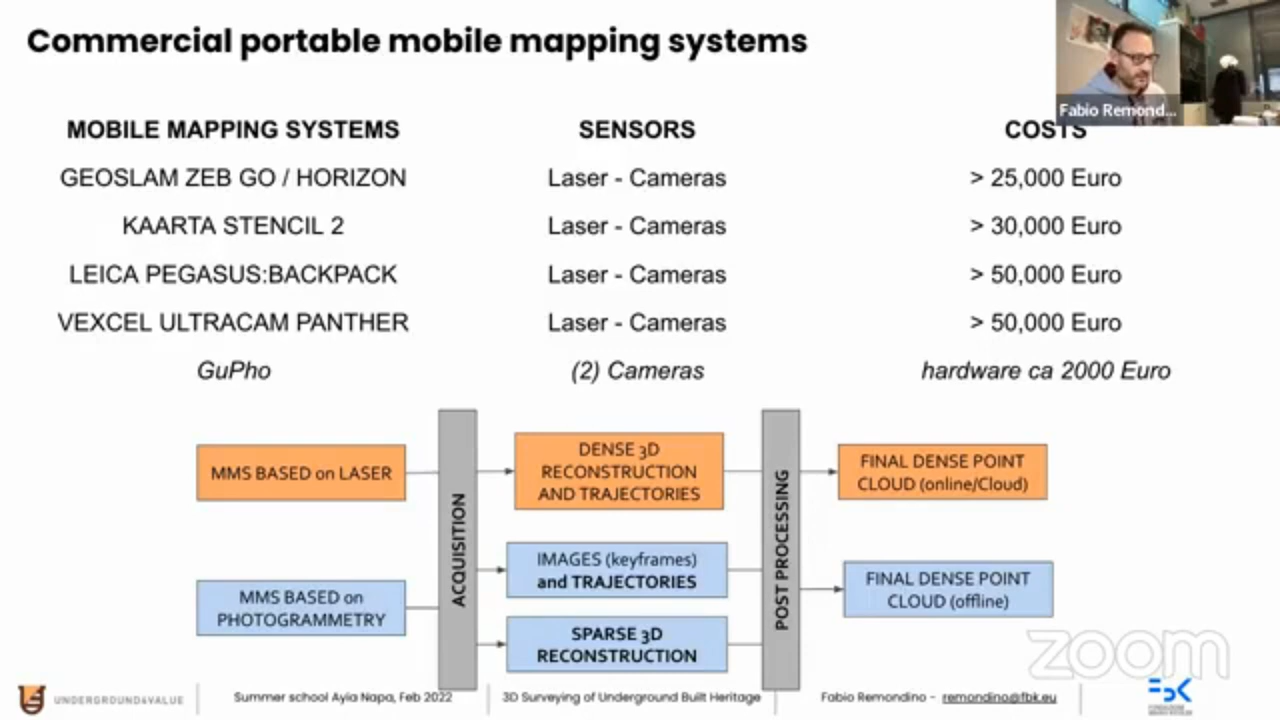 Commercial portable mobile mapping systems
Fabio Remond...
MOBILE MAPPING SYSTEMS SENSORS COSTS
GEOSLAM ZEB GO / HORIZON Laser - Cameras > 25,000 Euro
KAARTA STENCIL 2 Laser - Cameras > 30,000 Euro
LEICA PEGASUS:BACKPACK Laser - Cameras > 50,000 Euro
VEXCEL ULTRACAM PANTHER Laser - Cameras > 50,000 Euro
GuPho (2) Cameras hardware ca 2000 Euro
MMS BASED on LASER
MMS BASED on
PHOTOGRAMMETRY
ACQUISITION
DENSE 3D
RECONSTRUCTION
AND TRAJECTORIES
IMAGES (keyframes)
and TRAJECTORIES
SPARSE 3D
RECONSTRUCTION
POST PROCESSING
FINAL DENSE POINT
CLOUD (online/Cloud)
FINAL DENSE POINT
CLOUD (offline)
zoom
UNDERGROUND4VALUE
Summer school Ayia Napa, Feb 2022
3D Surveying of Underground Built Heritage
Fabio Remondino - remondino@fbk.eu
FBK
FONDAZIONE
BRUNO KESSLER